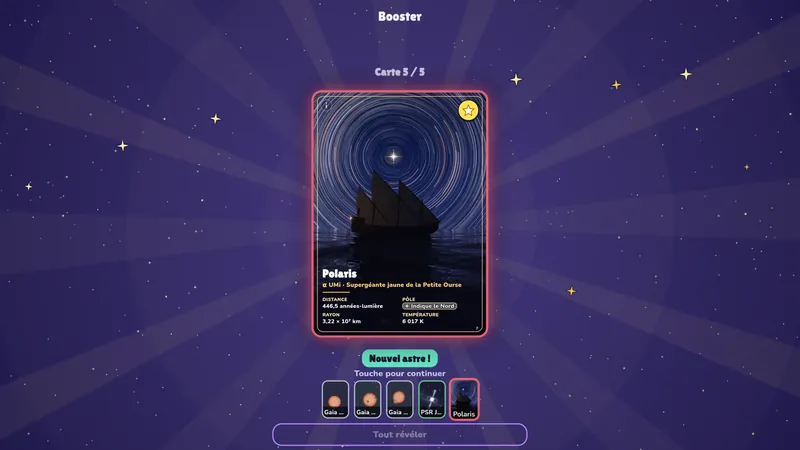 Booster
Carte 5 / 5
Polaris
α UMi · Supergéante jaune de la Petite Ourse
DISTANCE
446,5 années-lumière
PÔLE
Indique le Nord
RAYON
3,22 × 10⁷ km
TEMPÉRATURE
6 017 K
Nouvel astre !
Touche pour continuer
Gaia ...
Gaia ...
Gaia ...
PSR J...
Polaris
Tout révéler